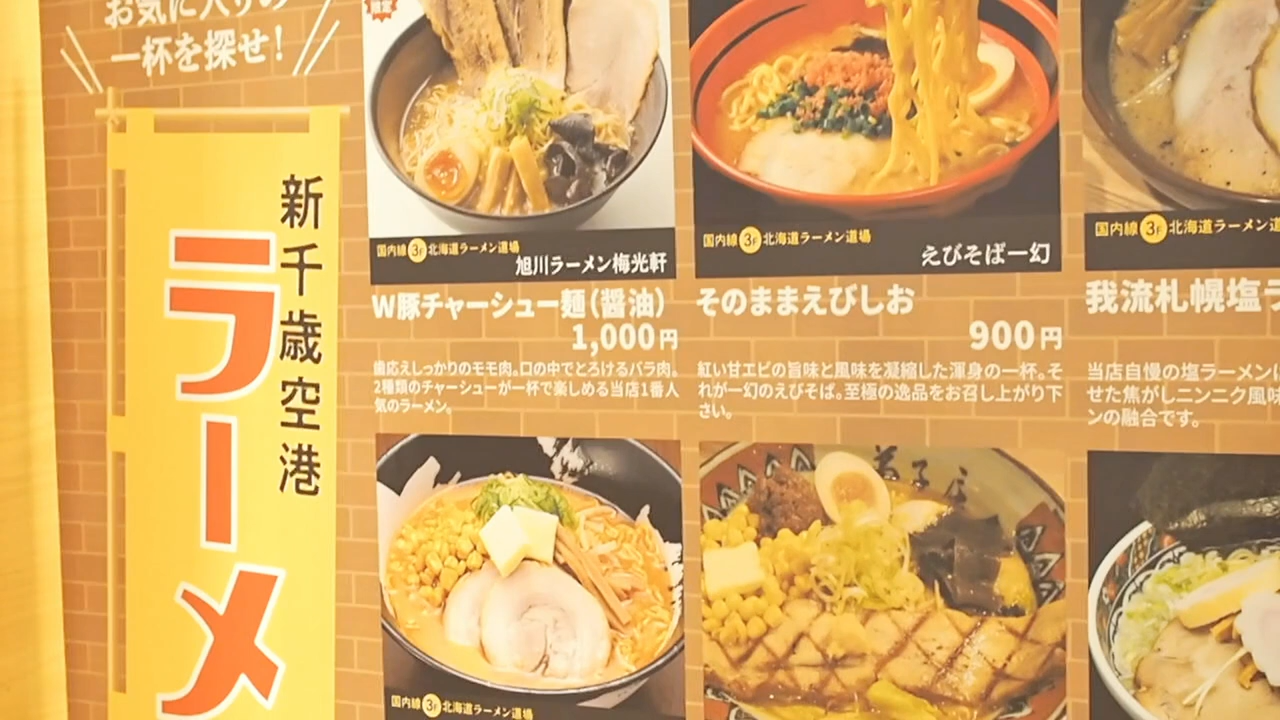 お気に入りの
一杯を探せ！
新千歳空港
ラーメ
限定
国内線 3F 北海道ラーメン道場
旭川ラーメン梅光軒
W豚チャーシュー麺（醤油）
1,000円
歯応えしっかりのモモ肉。口の中でとろけるバラ肉。
2種類のチャーシューが一杯で楽しめる当店1番人
気のラーメン。
国内線 3F 北海道ラーメン道場
えびそば一幻
そのままえびしお
900円
紅い甘エビの旨味と風味を凝縮した渾身の一杯。そ
れが一幻のえびそば。至極の逸品をお召し上がり下
さい。
国内線 3F 北海道ラーメン道場
我流札幌塩ラ
当店自慢の塩ラーメンに
せた焦がしニンニク風味
ンの融合です。
国内線 3F 北海道ラーメン道場